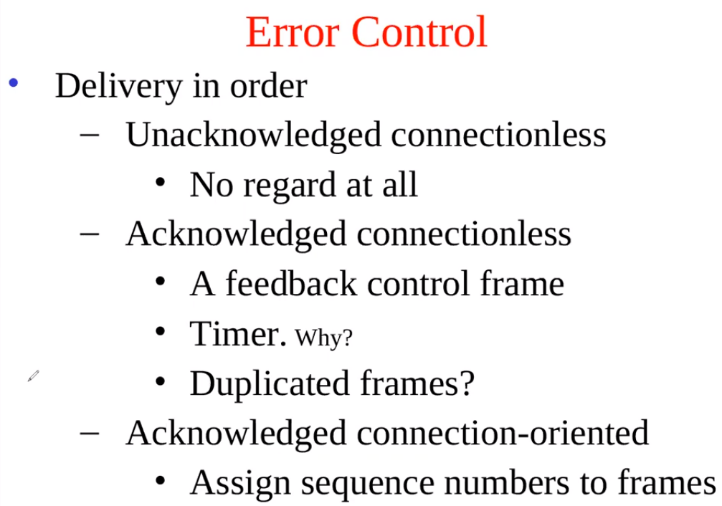 Error Control
• Delivery in order
– Unacknowledged connectionless
• No regard at all
– Acknowledged connectionless
• A feedback control frame
• Timer. Why?
• Duplicated frames?
– Acknowledged connection-oriented
• Assign sequence numbers to frames